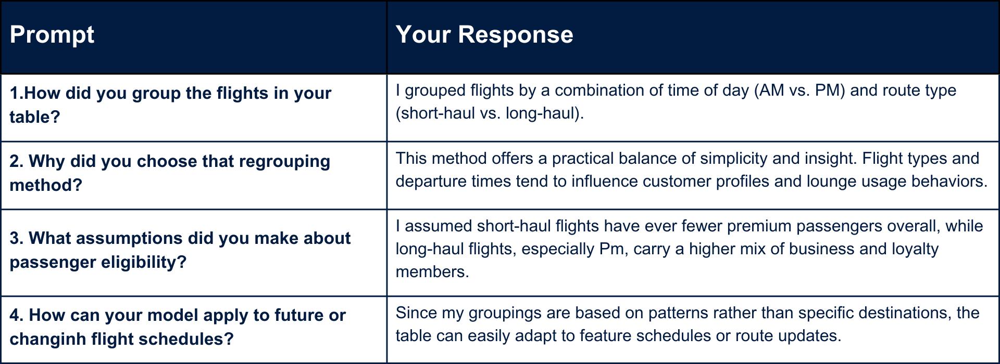 Prompt
Your Response
1.How did you group the flights in your
table?
I grouped flights by a combination of time of day (AM vs. PM) and route type
(short-haul vs. long-haul).
2. Why did you choose that regrouping
method?
This method offers a practical balance of simplicity and insight. Flight types and
departure times tend to influence customer profiles and lounge usage behaviors.
3. What assumptions did you make about
passenger eligibility?
I assumed short-haul flights have ever fewer premium passengers overall, while
long-haul flights, especially Pm, carry a higher mix of business and loyalty
members.
4. How can your model apply to future or
changinh flight schedules?
Since my groupings are based on patterns rather than specific destinations, the
table can easily adapt to feature schedules or route updates.